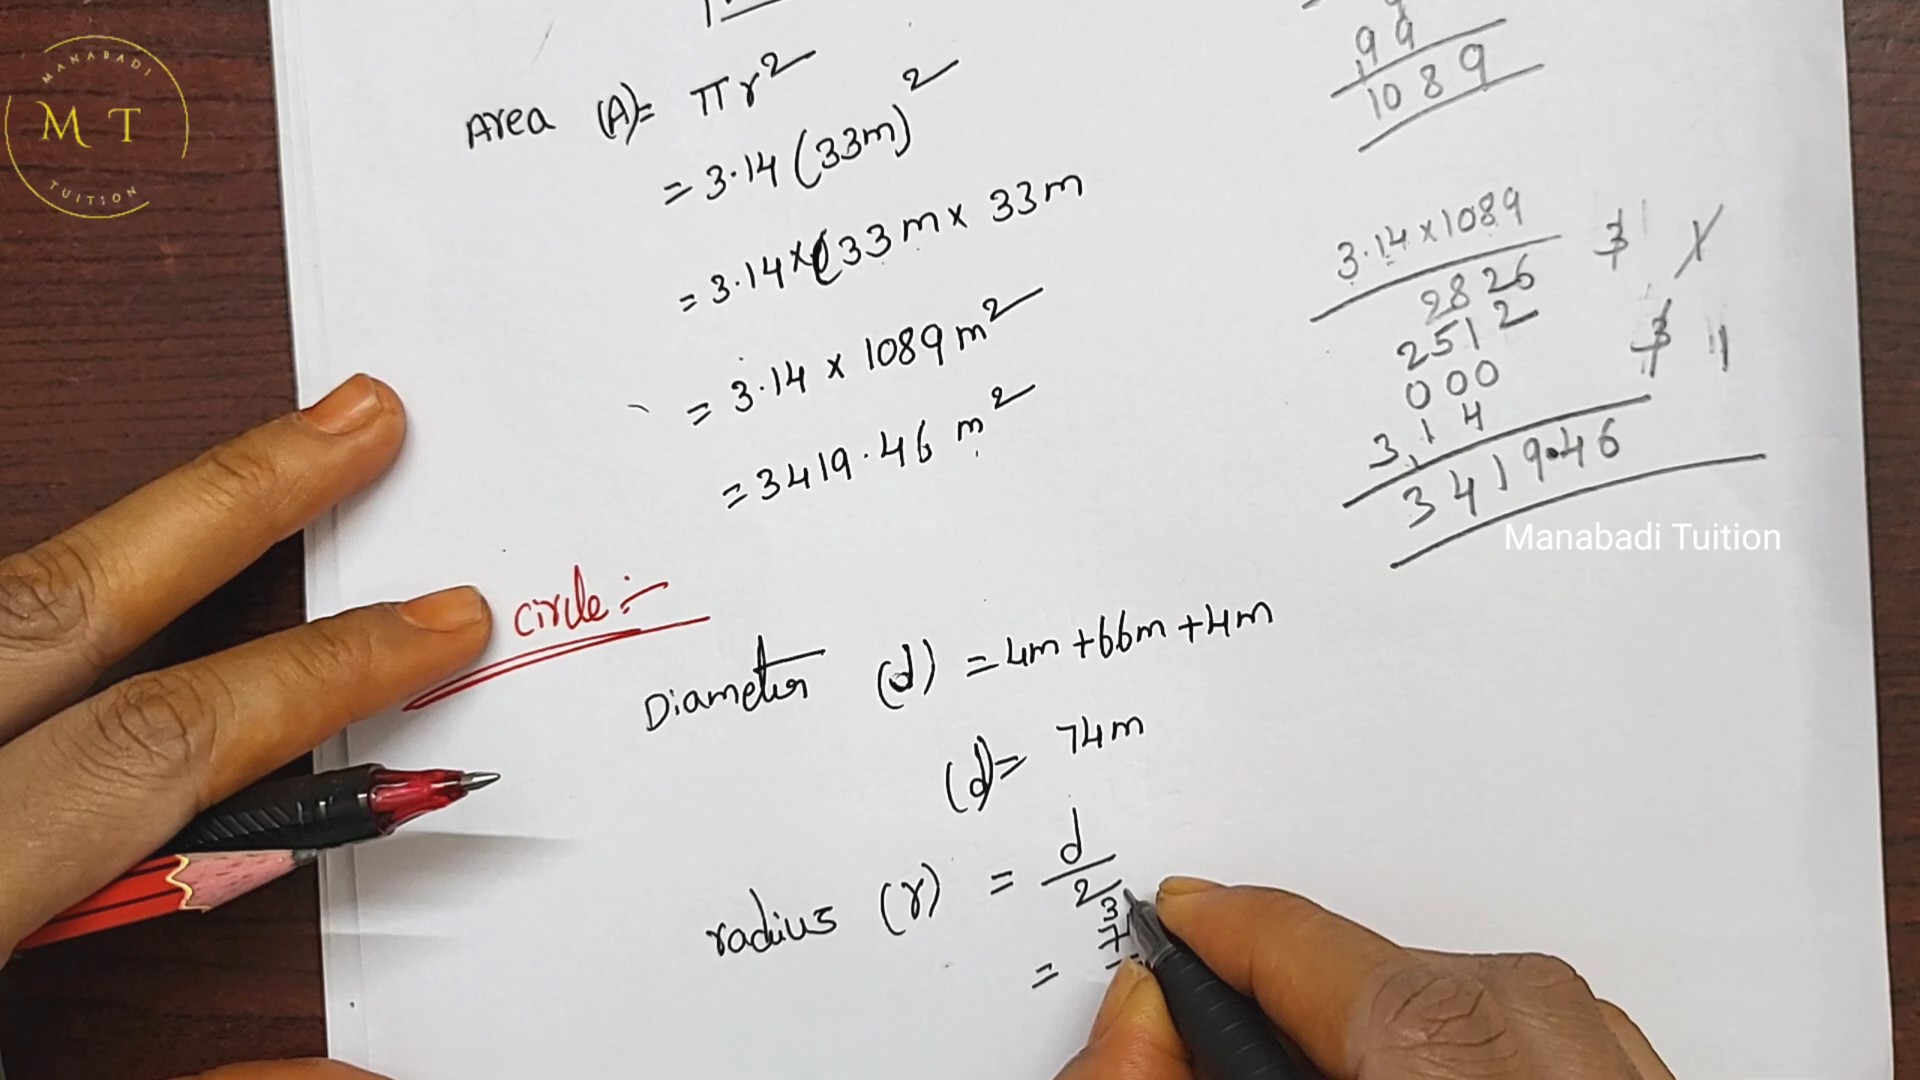 MANABADI
M T
TUITION
Area (A)= πr²
= 3.14 (33m)²
= 3.14×(33m × 33m
= 3.14 × 1089 m²
= 3419.46 m²
99
1089
3.14×1089
2826
2512
000
314
3419.46
Manabadi Tuition
circle :-
Diameter (d) = 4m+66m+4m
(d)= 74m
radius (r) = d/2
=